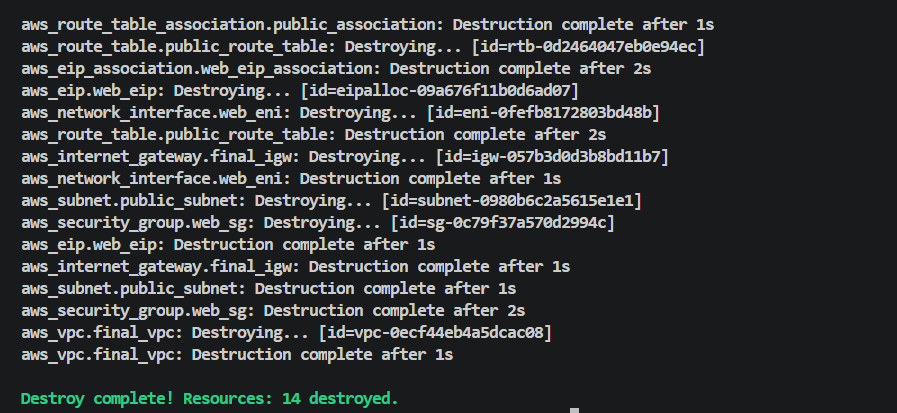 aws_route_table_association.public_association: Destruction complete after 1s
aws_route_table.public_route_table: Destroying... [id=rtb-0d2464047eb0e94ec]
aws_eip_association.web_eip_association: Destruction complete after 2s
aws_eip.web_eip: Destroying... [id=eipalloc-09a676f11b0d6ad07]
aws_network_interface.web_eni: Destroying... [id=eni-0fefb8172803bd48b]
aws_route_table.public_route_table: Destruction complete after 2s
aws_internet_gateway.final_igw: Destroying... [id=igw-057b3d0d3b8bd11b7]
aws_network_interface.web_eni: Destruction complete after 1s
aws_subnet.public_subnet: Destroying... [id=subnet-0980b6c2a5615e1e1]
aws_security_group.web_sg: Destroying... [id=sg-0c79f37a570d2994c]
aws_eip.web_eip: Destruction complete after 1s
aws_internet_gateway.final_igw: Destruction complete after 1s
aws_subnet.public_subnet: Destruction complete after 1s
aws_security_group.web_sg: Destruction complete after 2s
aws_vpc.final_vpc: Destroying... [id=vpc-0ecf44eb4a5dcac08]
aws_vpc.final_vpc: Destruction complete after 1s
Destroy complete! Resources: 14 destroyed.